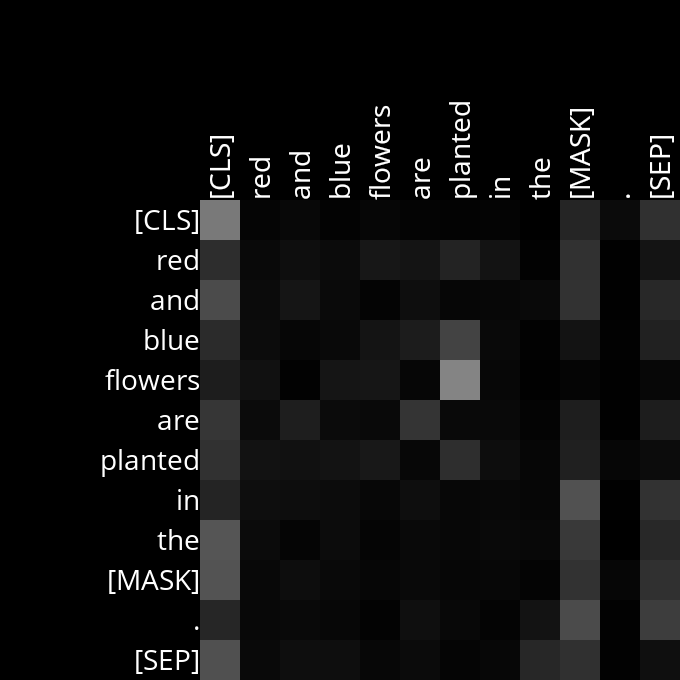 [CLS] red and blue flowers are planted in the [MASK] . [SEP]
[CLS]
red
and
blue
flowers
are
planted
in
the
[MASK]
.
[SEP]